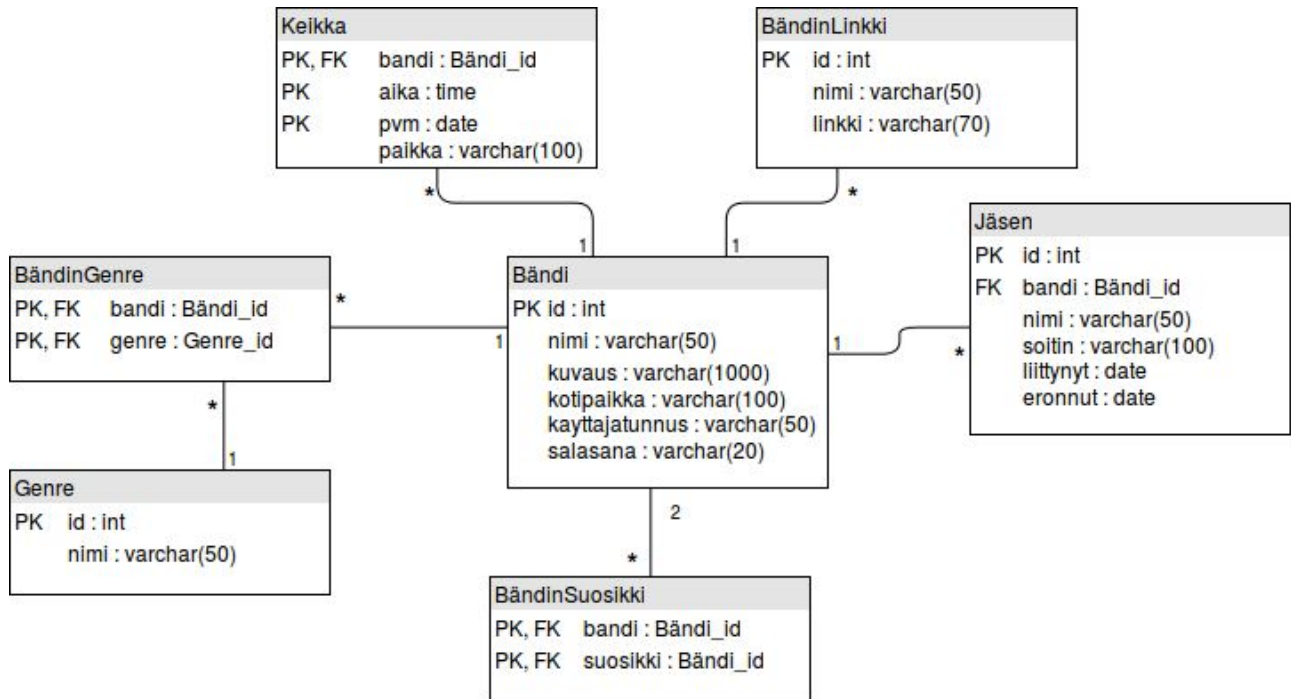 Keikka
PK, FK bandi : Bändi_id
PK aika : time
PK pvm : date
paikka : varchar(100)
*
1
BändinLinkki
PK id : int
nimi : varchar(50)
linkki : varchar(70)
*
1
Jäsen
PK id : int
FK bandi : Bändi_id
nimi : varchar(50)
soitin : varchar(100)
liittynyt : date
eronnut : date
BändinGenre
PK, FK bandi : Bändi_id
PK, FK genre : Genre_id
*
1
Bändi
PK id : int
nimi : varchar(50)
kuvaus : varchar(1000)
kotipaikka : varchar(100)
kayttajatunnus : varchar(50)
salasana : varchar(20)
1
*
*
1
Genre
PK id : int
nimi : varchar(50)
2
*
BändinSuosikki
PK, FK bandi : Bändi_id
PK, FK suosikki : Bändi_id